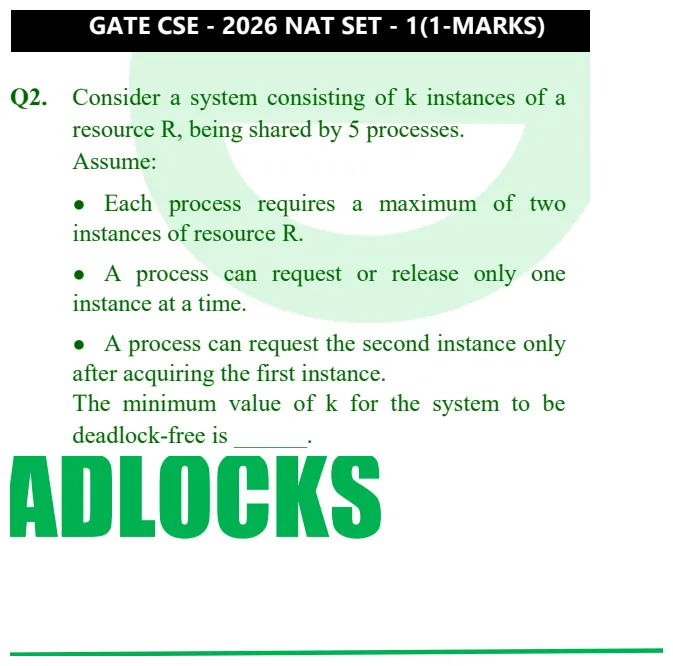 GATE CSE - 2026 NAT SET - 1(1-MARKS)
Q2. Consider a system consisting of k instances of a
resource R, being shared by 5 processes.
Assume:
● Each process requires a maximum of two
instances of resource R.
● A process can request or release only one
instance at a time.
● A process can request the second instance only
after acquiring the first instance.
The minimum value of k for the system to be
deadlock-free is ______.
ADLOCKS